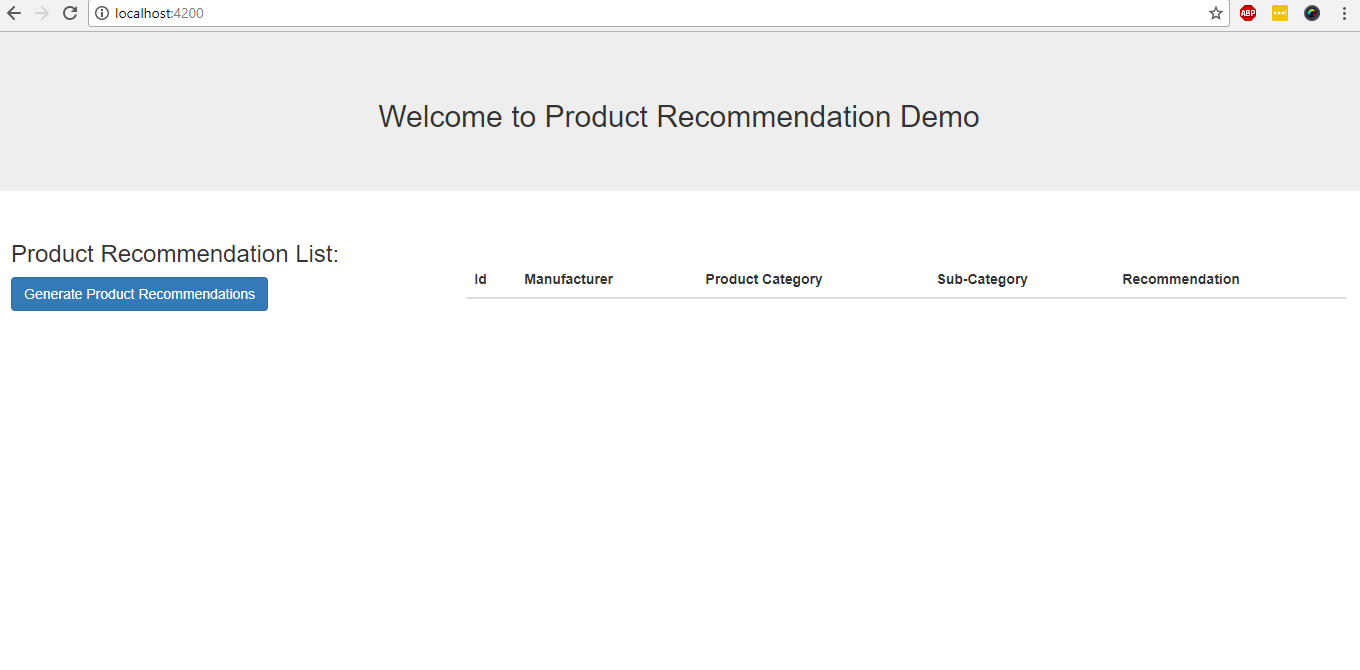 localhost:4200
ABP
Welcome to Product Recommendation Demo
Product Recommendation List:
Generate Product Recommendations
Id Manufacturer Product Category Sub-Category Recommendation